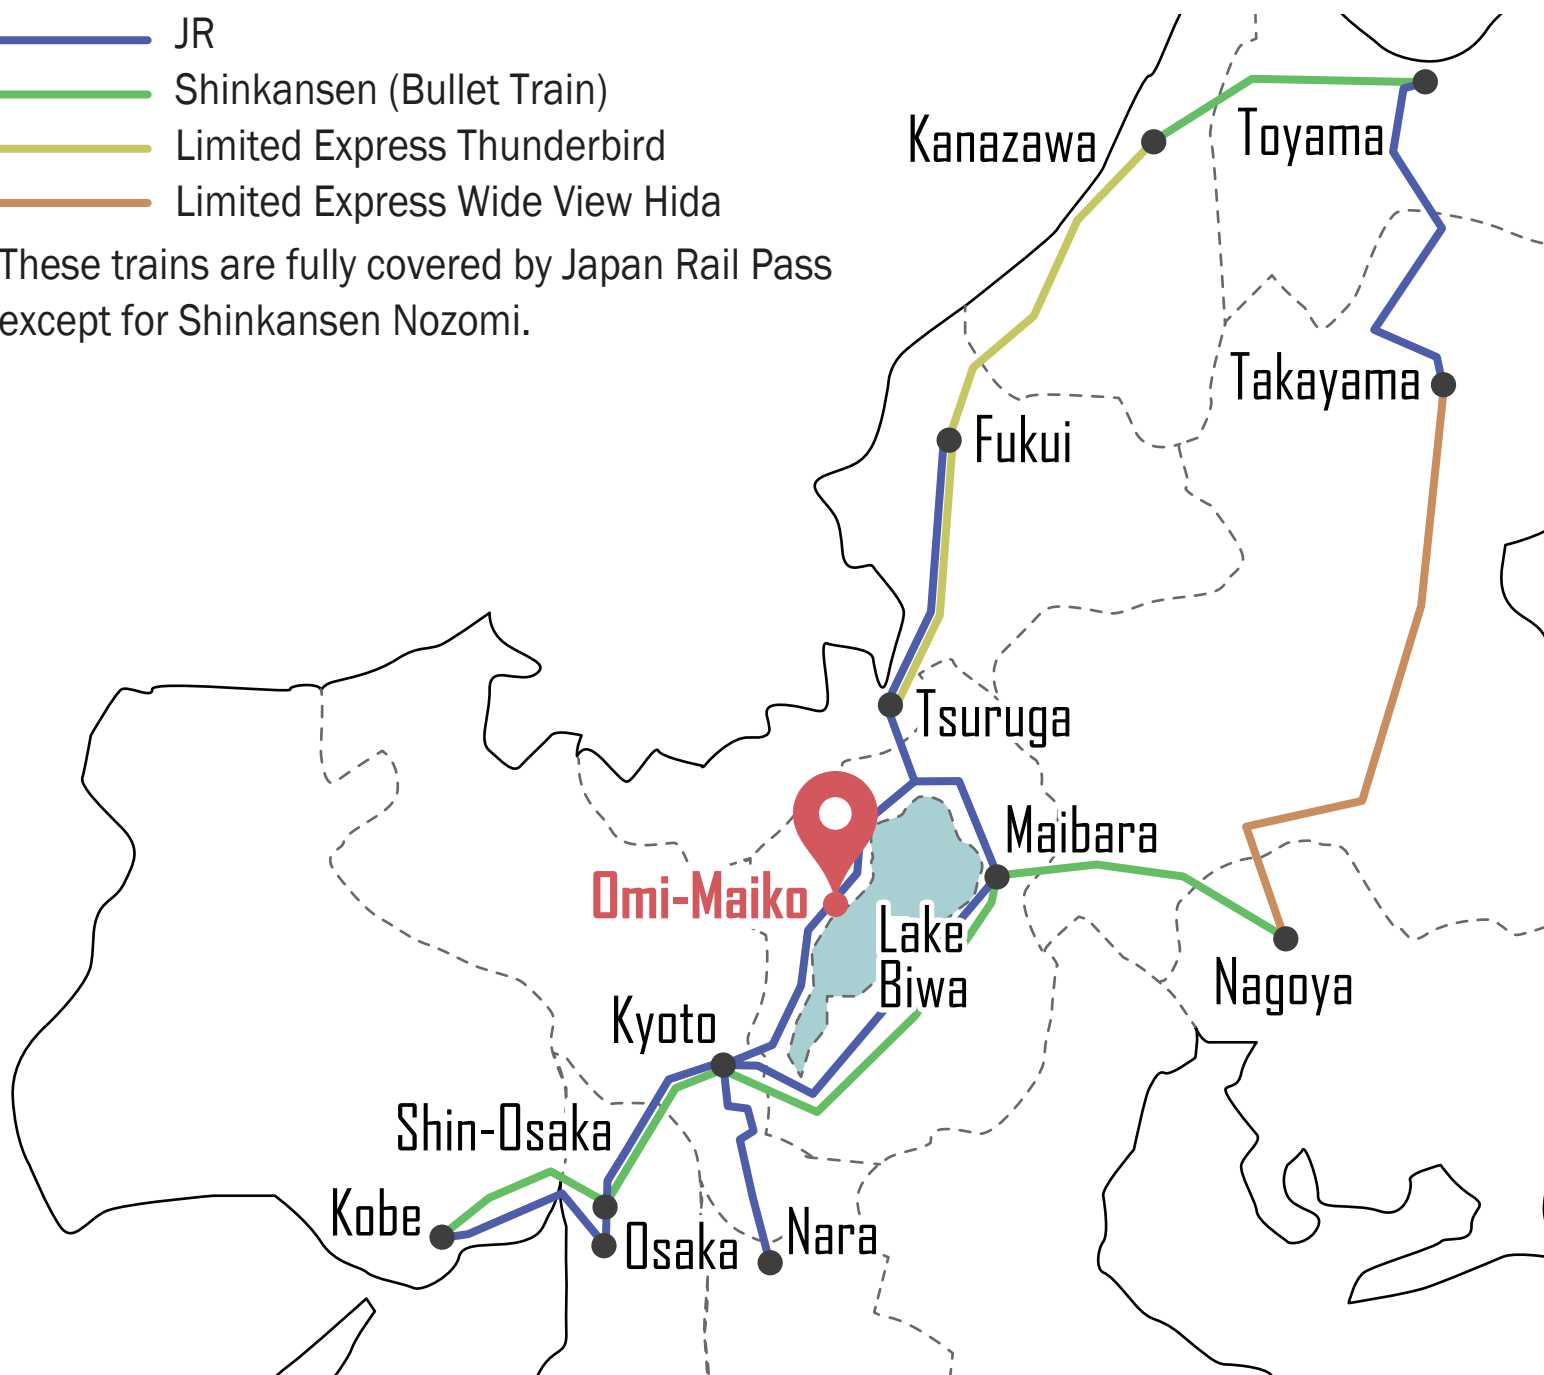 JR
Shinkansen (Bullet Train)
Limited Express Thunderbird
Limited Express Wide View Hida
These trains are fully covered by Japan Rail Pass
except for Shinkansen Nozomi.
Kanazawa
Toyama
Takayama
Fukui
Tsuruga
Maibara
Omi-Maiko
Lake
Biwa
Nagoya
Kyoto
Shin-Osaka
Kobe
Osaka
Nara